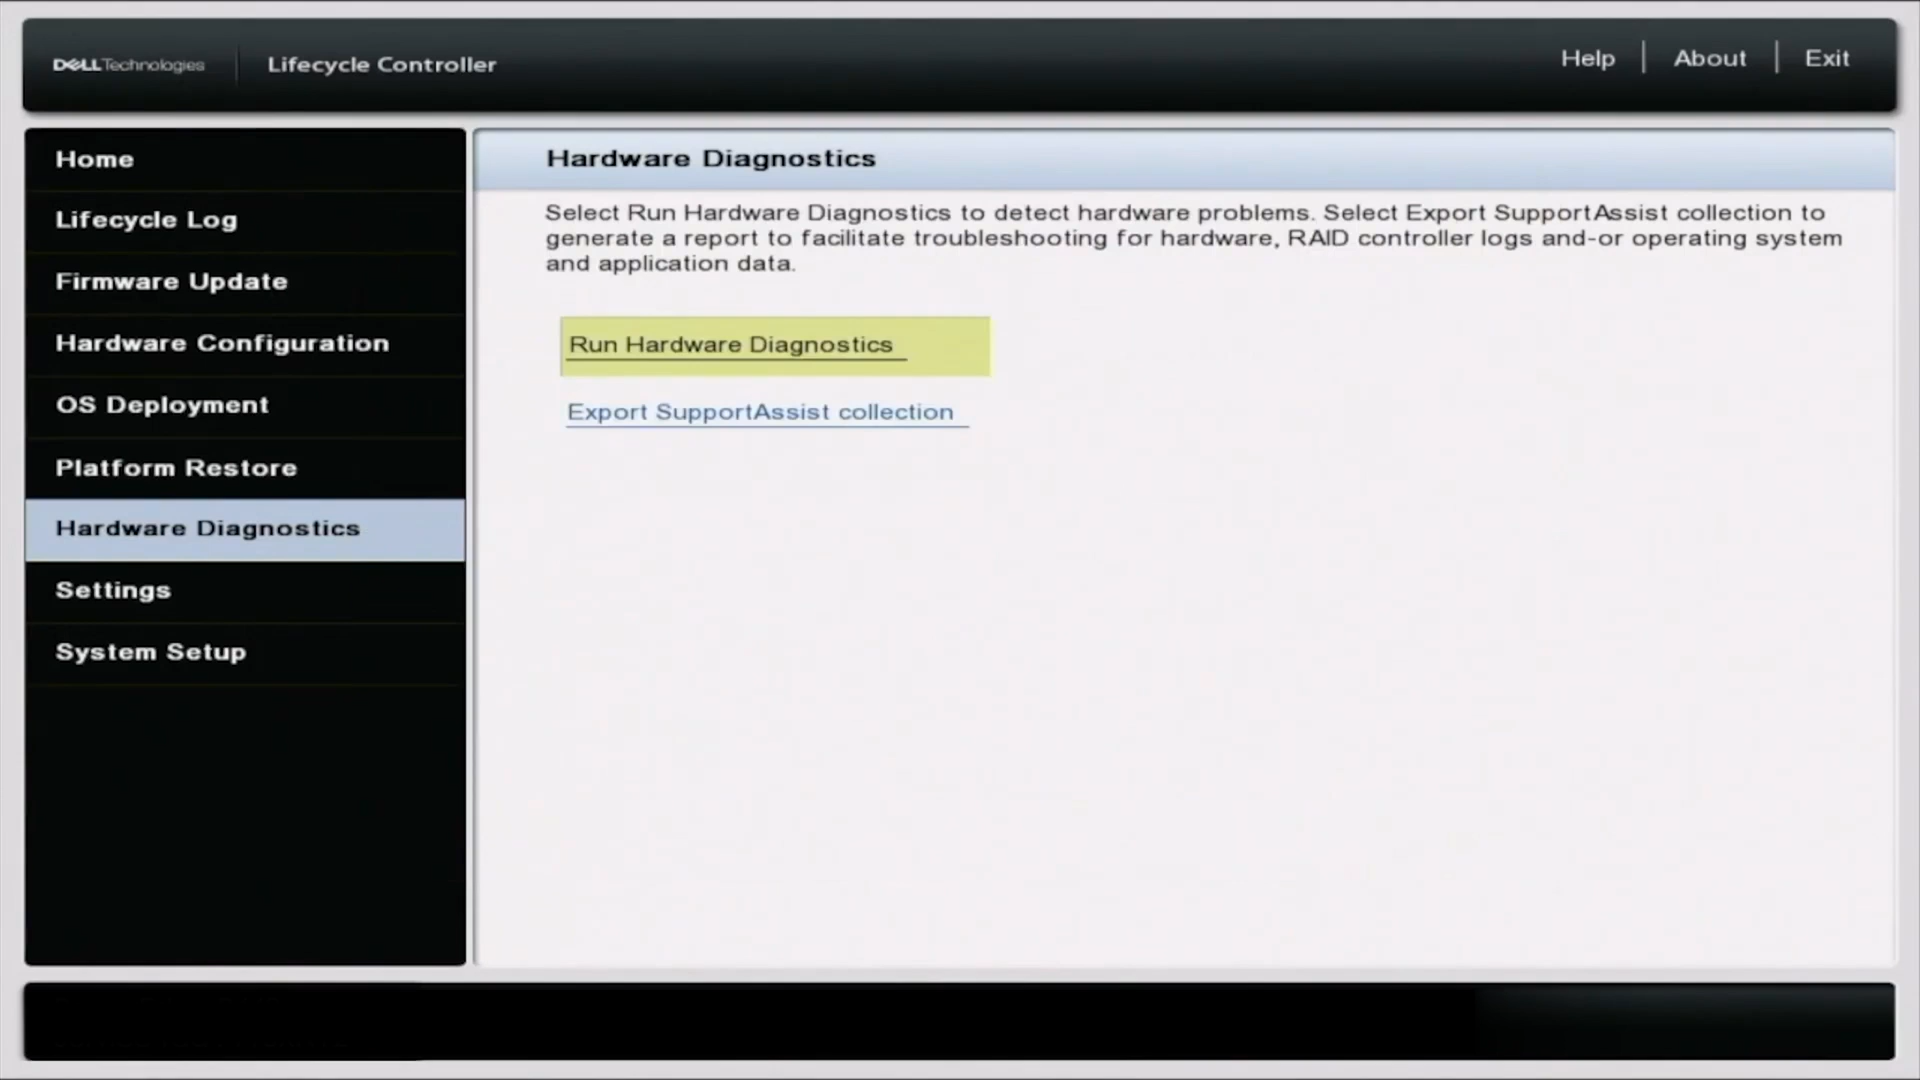 DELLTechnologies
Lifecycle Controller
Help
About
Exit
Home
Lifecycle Log
Firmware Update
Hardware Configuration
OS Deployment
Platform Restore
Hardware Diagnostics
Settings
System Setup
Hardware Diagnostics
Select Run Hardware Diagnostics to detect hardware problems. Select Export SupportAssist collection to
generate a report to facilitate troubleshooting for hardware, RAID controller logs and-or operating system
and application data.
Run Hardware Diagnostics
Export SupportAssist collection